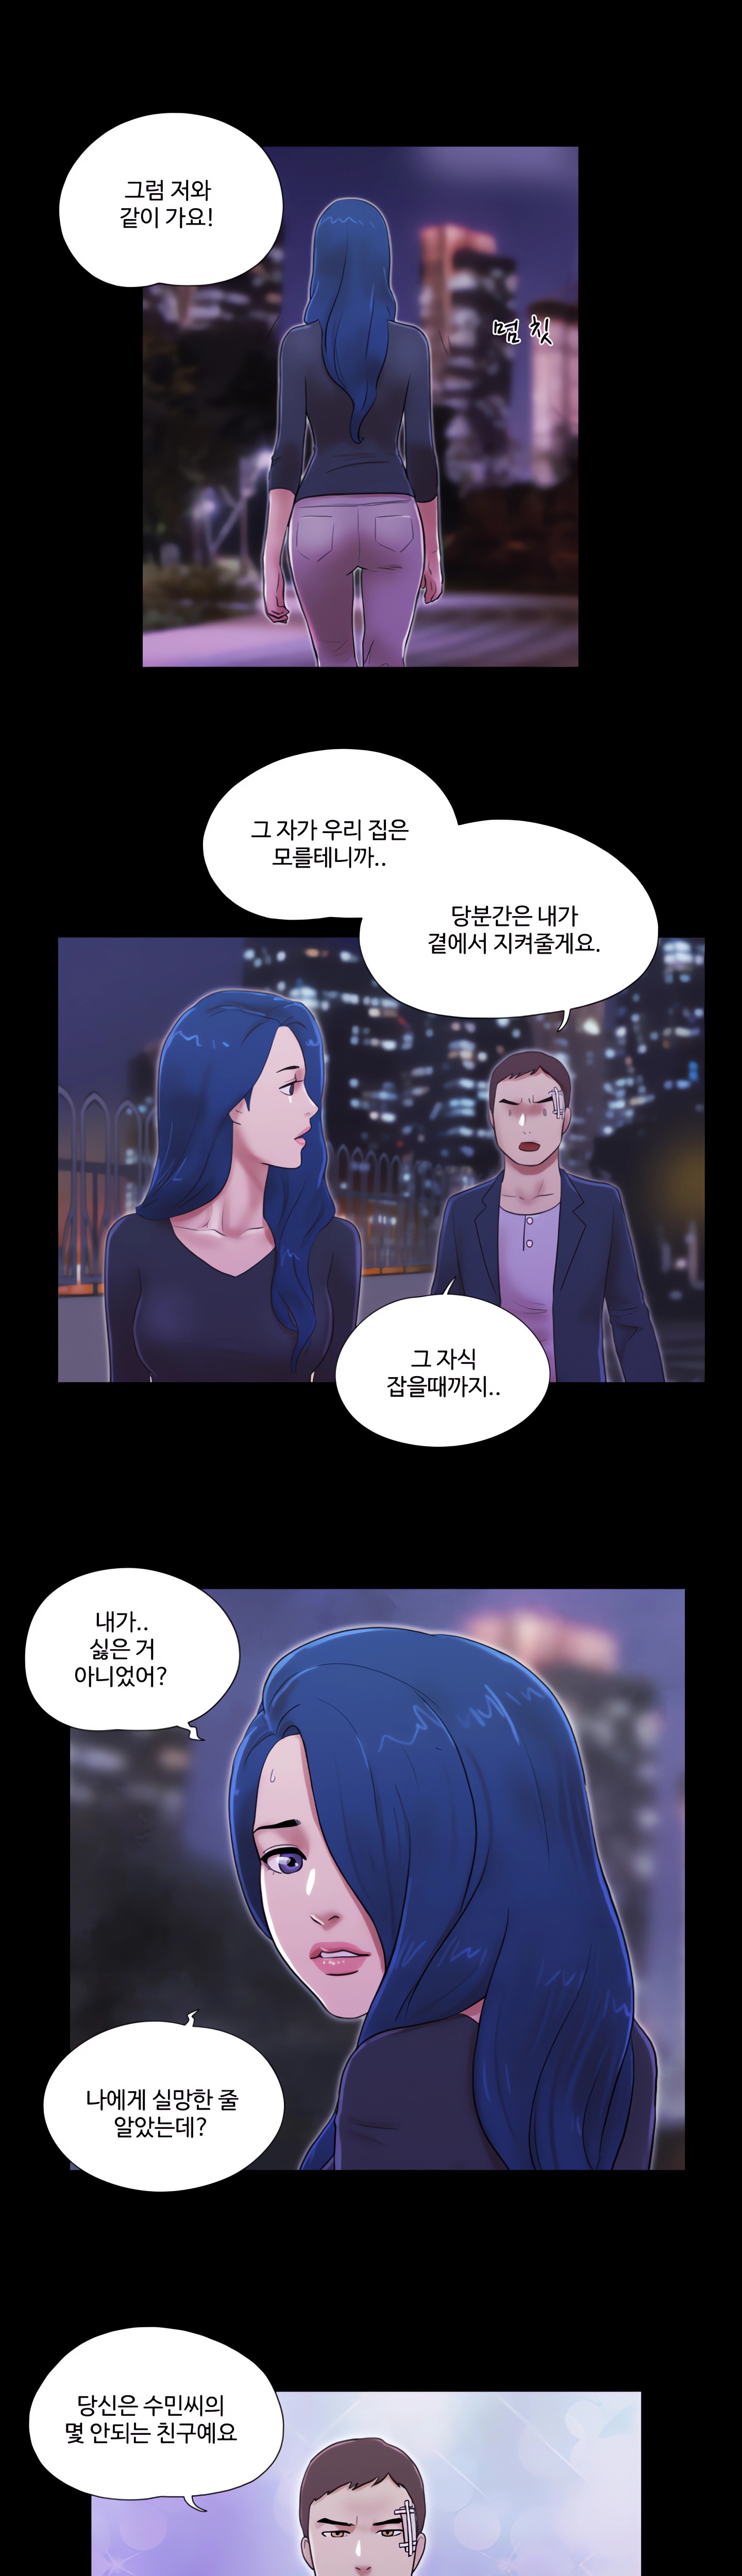 그럼 저와
같이 가요!
멈칫
그 자가 우리 집은
모를테니까..
당분간은 내가
곁에서 지켜줄게요.
그 자식
잡을때까지..
내가..
싫은 거
아니었어?
나에게 실망한 줄
알았는데?
당신은 수민씨의
몇 안되는 친구예요